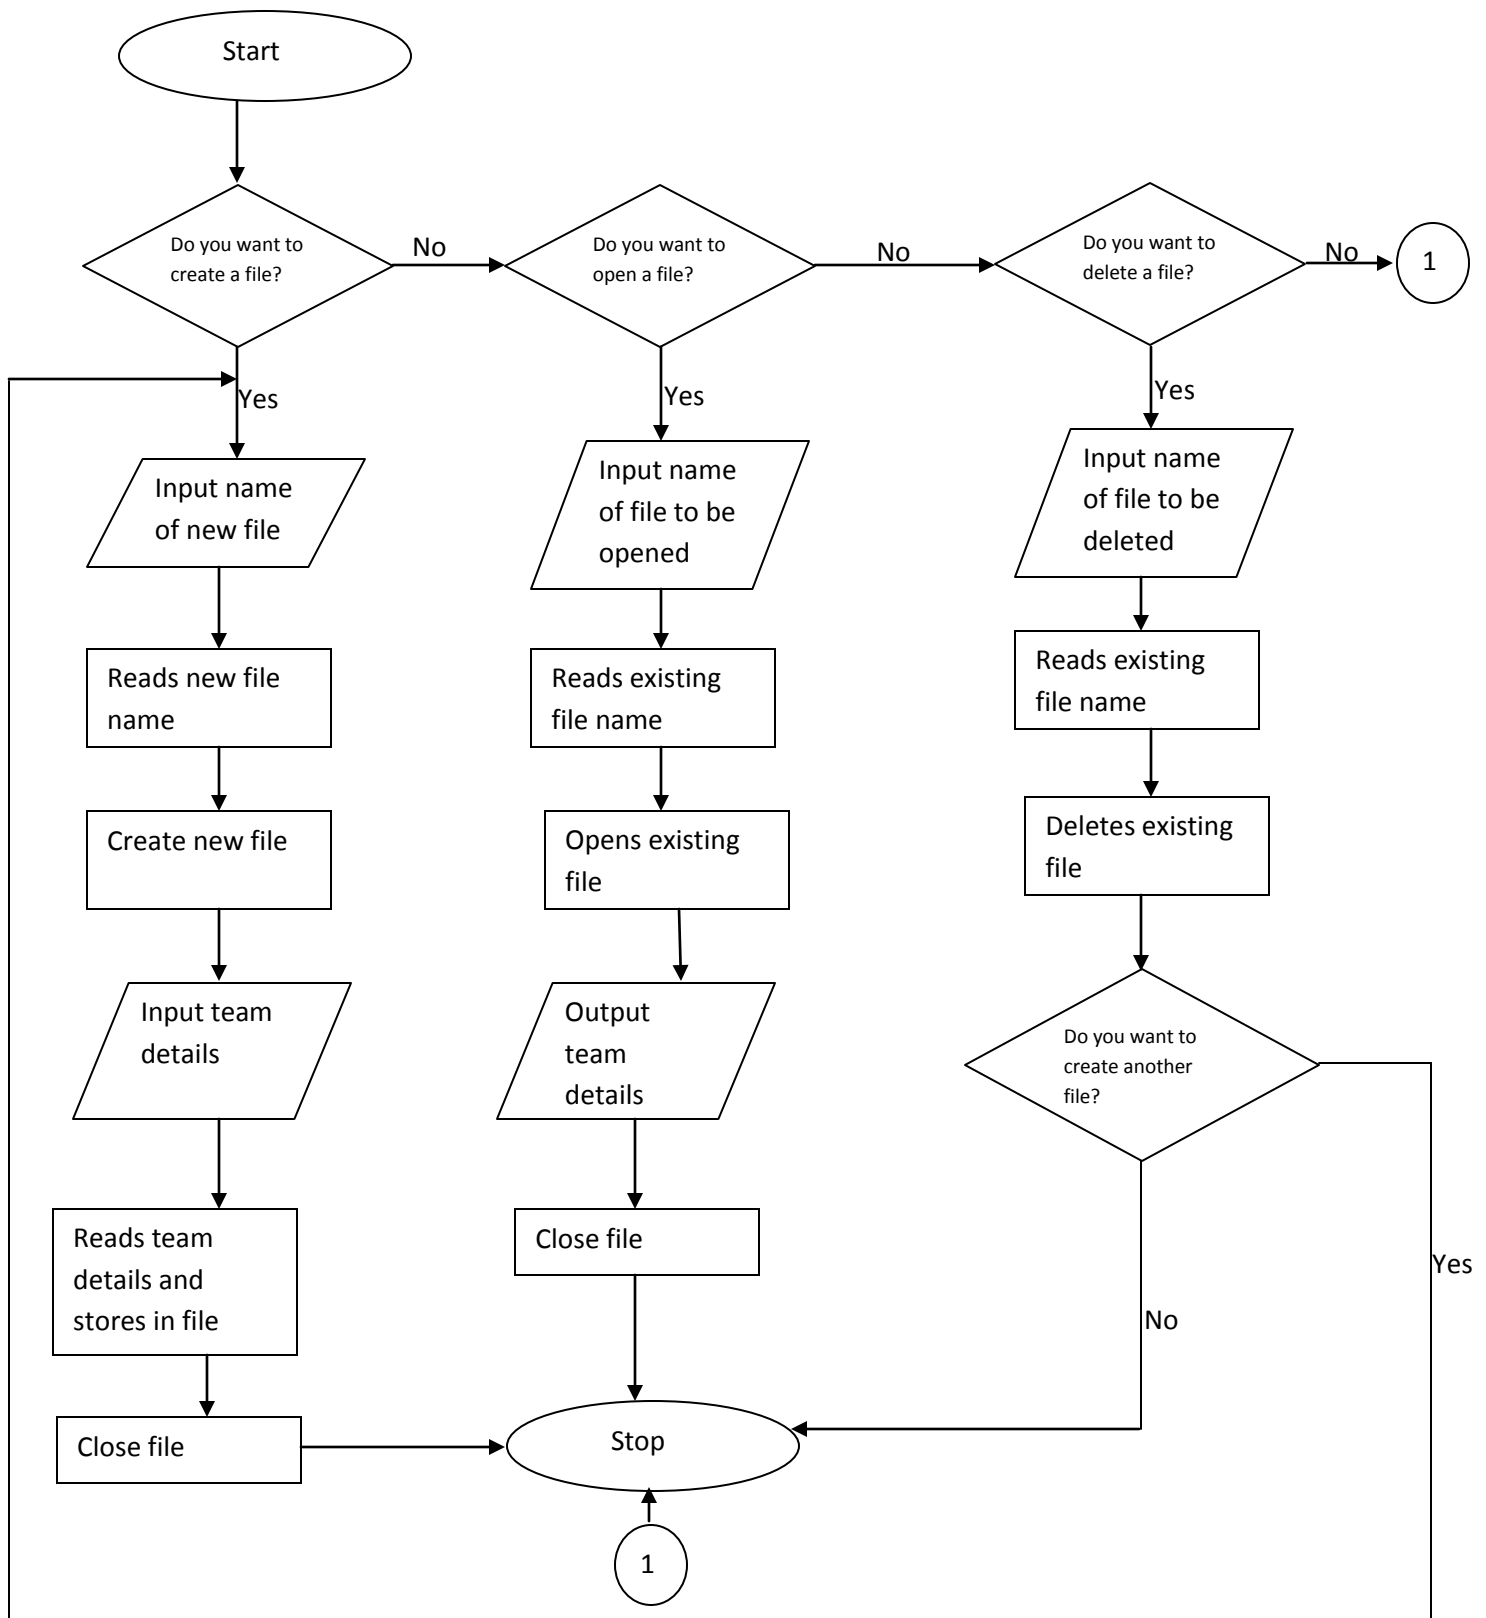 Start
Do you want to
create a file?
No
Do you want to
open a file?
No
Do you want to
delete a file?
No
1
Yes
Yes
Yes
Input name
of new file
Input name
of file to be
opened
Input name
of file to be
deleted
Reads new file
name
Reads existing
file name
Reads existing
file name
Create new file
Opens existing
file
Deletes existing
file
Input team
details
Output
team
details
Do you want to
create another
file?
Reads team
details and
stores in file
Close file
Yes
No
Close file
Stop
1